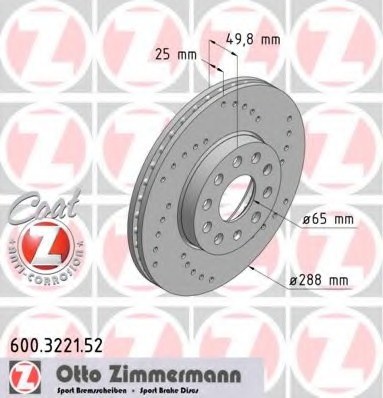 49,8 mm
25 mm
Coat
Z
ANTI-CORROSION
ø65 mm
ø288 mm
600.3221.52
Z
Otto Zimmermann
Sport Bremsscheiben • Sport Brake Discs